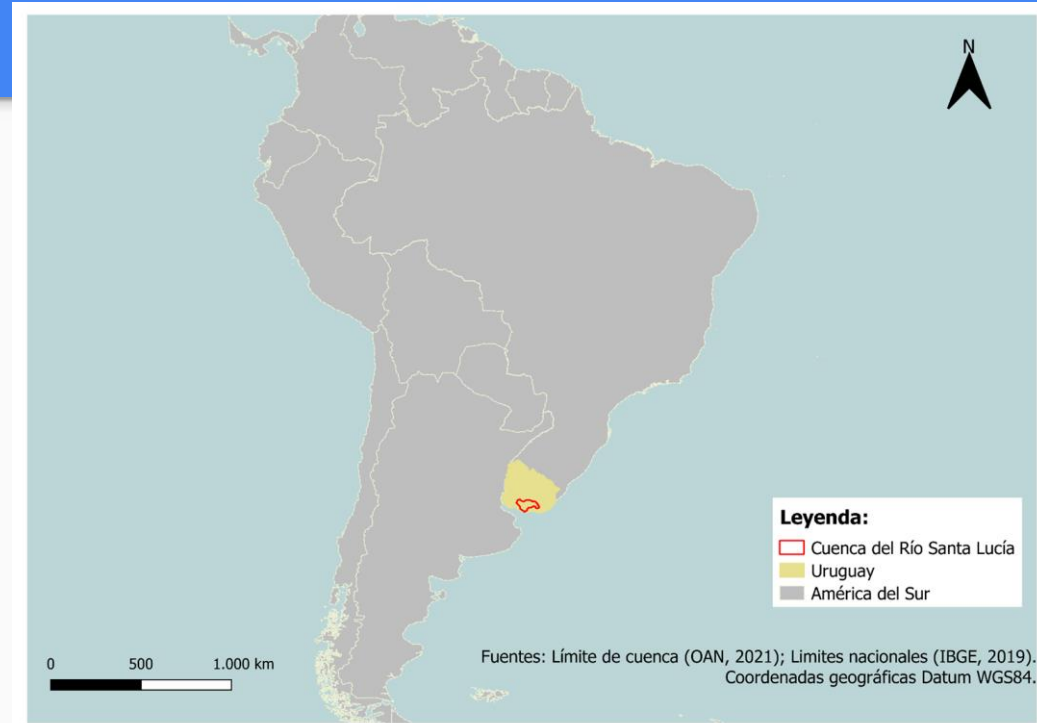 N
Leyenda:
Cuenca del Río Santa Lucía
Uruguay
América del Sur
0 500 1.000 km
Fuentes: Límite de cuenca (OAN, 2021); Limites nacionales (IBGE, 2019).
Coordenadas geográficas Datum WGS84.